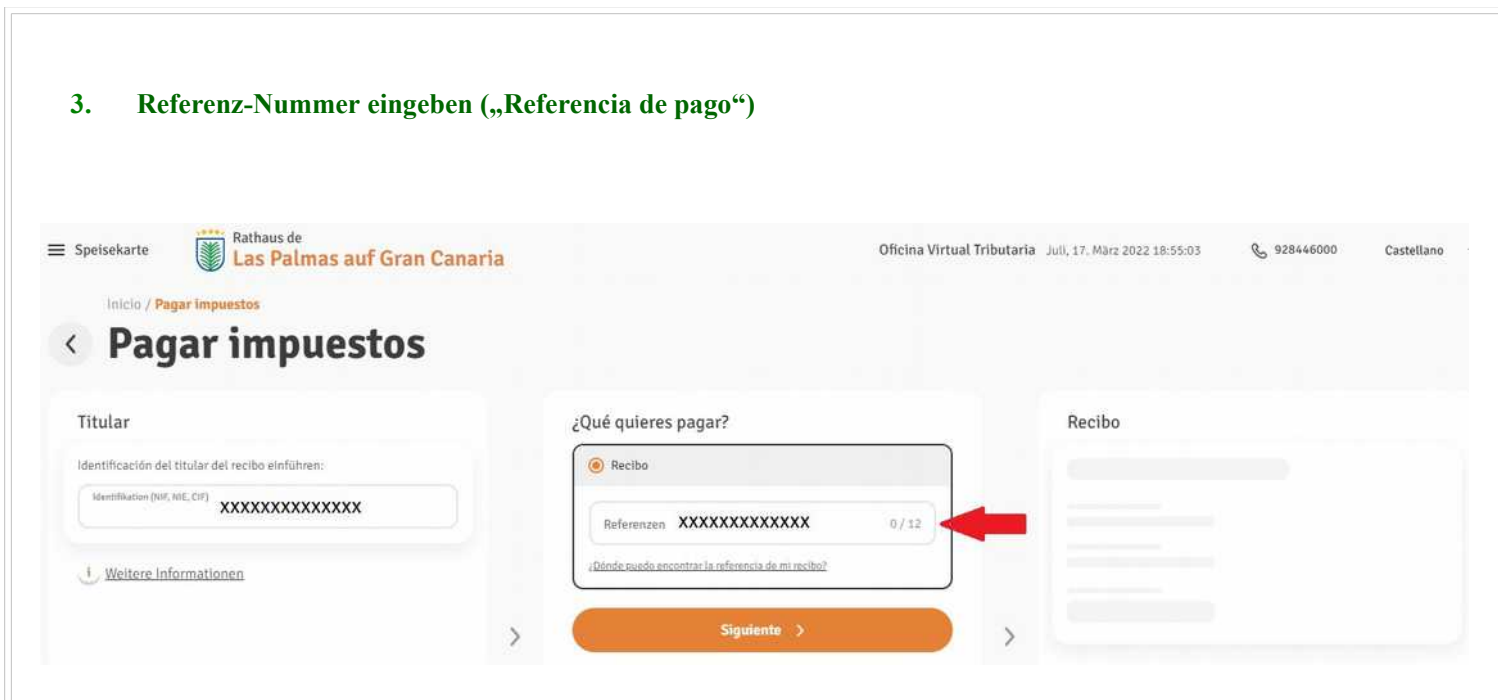 3. Referenz-Nummer eingeben („Referencia de pago“)
Speisekarte
Rathaus de
Las Palmas auf Gran Canaria
Oficina Virtual Tributaria Juli, 17. März 2022 18:55:03 928446000 Castellano
Inicio / Pagar impuestos
Pagar impuestos
Titular
Identificación del titular del recibo einführen:
Identifikation (NIF, NIE, CIF) XXXXXXXXXXXXXX
Weitere Informationen
¿Qué quieres pagar?
Recibo
Referenzen XXXXXXXXXXXXX 0 / 12
¿Dónde puedo encontrar la referencia de mi recibo?
Siguiente
Recibo